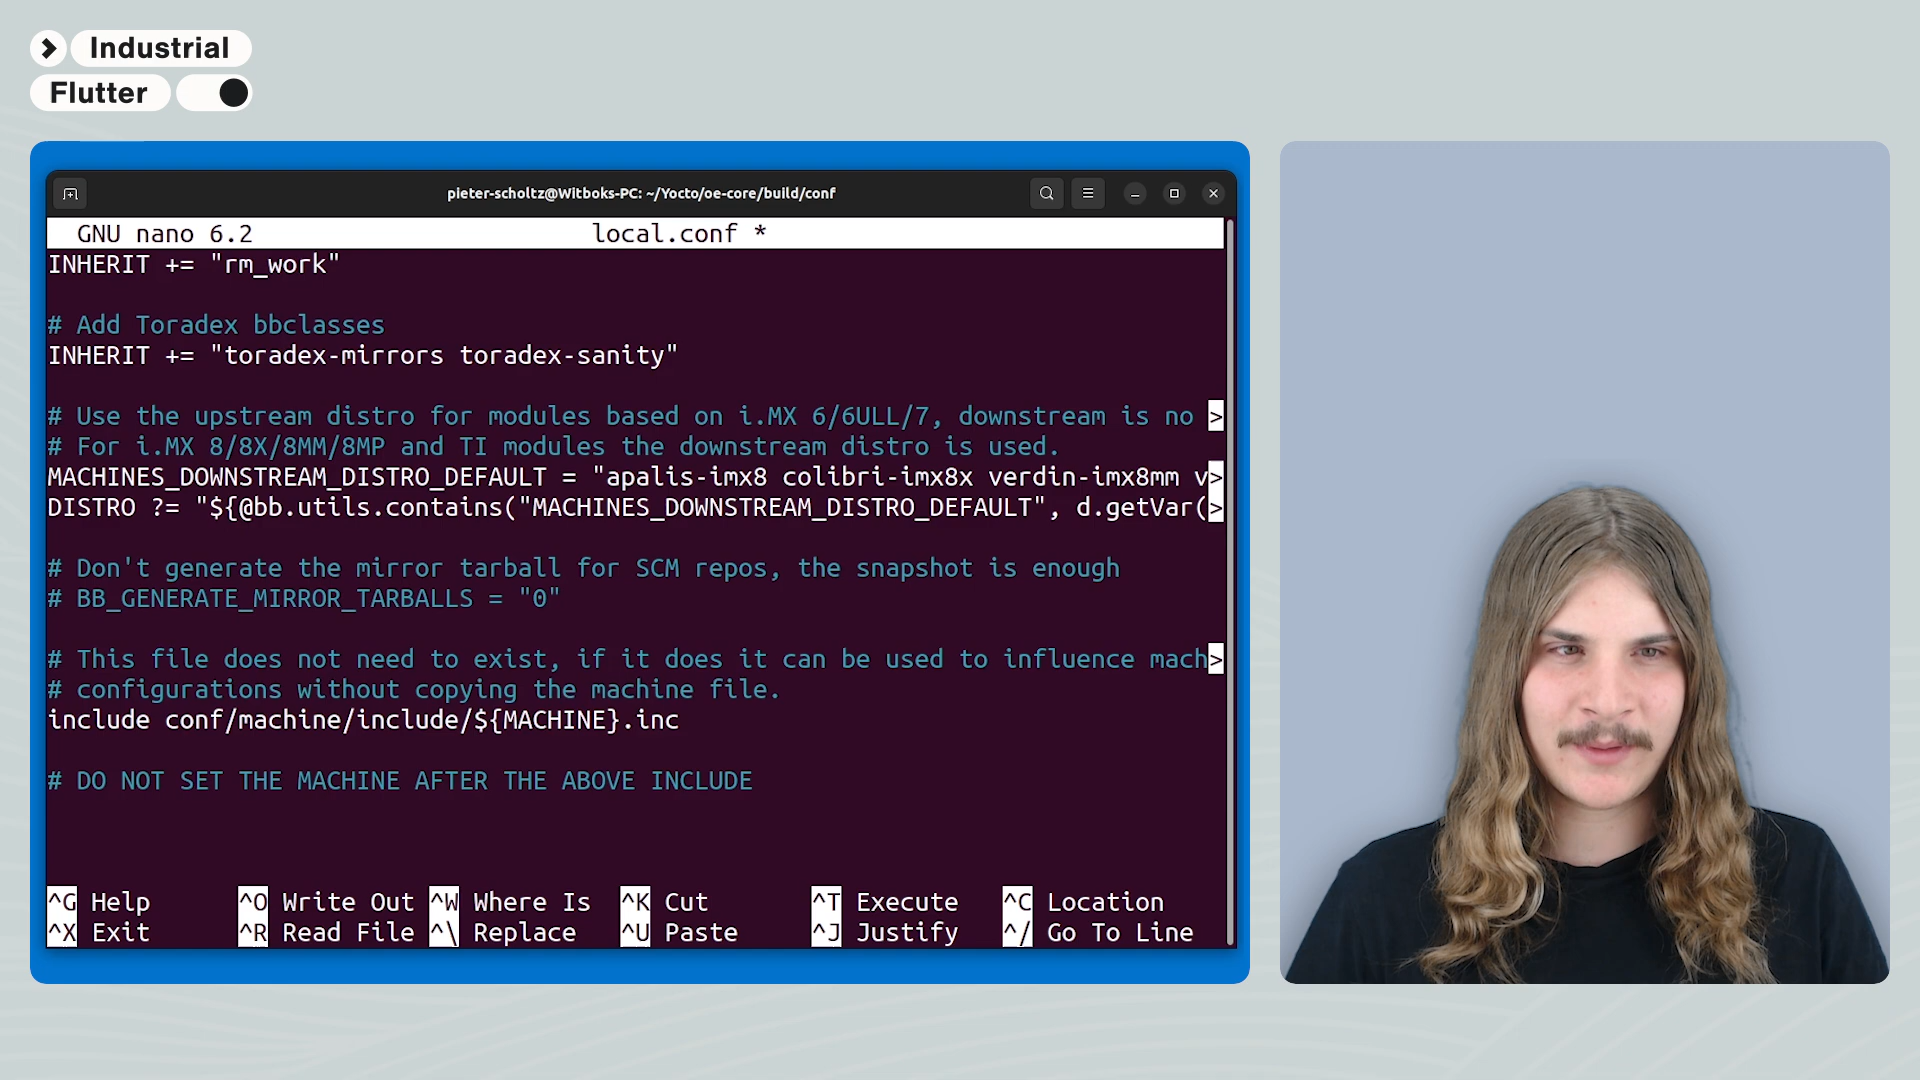 Industrial
Flutter
pieter-scholtz@Witboks-PC: ~/Yocto/oe-core/build/conf
GNU nano 6.2 local.conf *
INHERIT += "rm_work"
# Add Toradex bbclasses
INHERIT += "toradex-mirrors toradex-sanity"
# Use the upstream distro for modules based on i.MX 6/6ULL/7, downstream is no >
# For i.MX 8/8X/8MM/8MP and TI modules the downstream distro is used.
MACHINES_DOWNSTREAM_DISTRO_DEFAULT = "apalis-imx8 colibri-imx8x verdin-imx8mm v>
DISTRO ?= "${@bb.utils.contains("MACHINES_DOWNSTREAM_DISTRO_DEFAULT", d.getVar(>
# Don't generate the mirror tarball for SCM repos, the snapshot is enough
# BB_GENERATE_MIRROR_TARBALLS = "0"
# This file does not need to exist, if it does it can be used to influence mach>
# configurations without copying the machine file.
include conf/machine/include/${MACHINE}.inc
# DO NOT SET THE MACHINE AFTER THE ABOVE INCLUDE
^G Help ^O Write Out ^W Where Is ^K Cut ^T Execute ^C Location
^X Exit ^R Read File ^\ Replace ^U Paste ^J Justify ^/ Go To Line